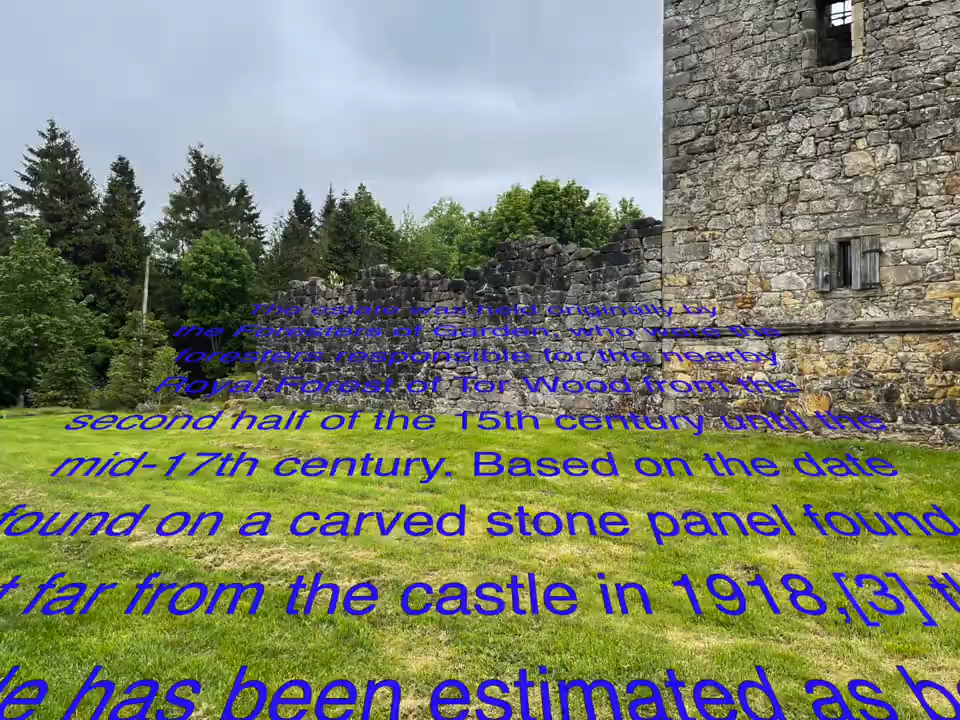 The estate was held originally by
the Foresters of Garden, who were the
foresters responsible for the nearby
Royal Forest of Tor Wood from the
second half of the 15th century until the
mid-17th century. Based on the date
found on a carved stone panel found
far from the castle in 1918,[3]
has been estimated as